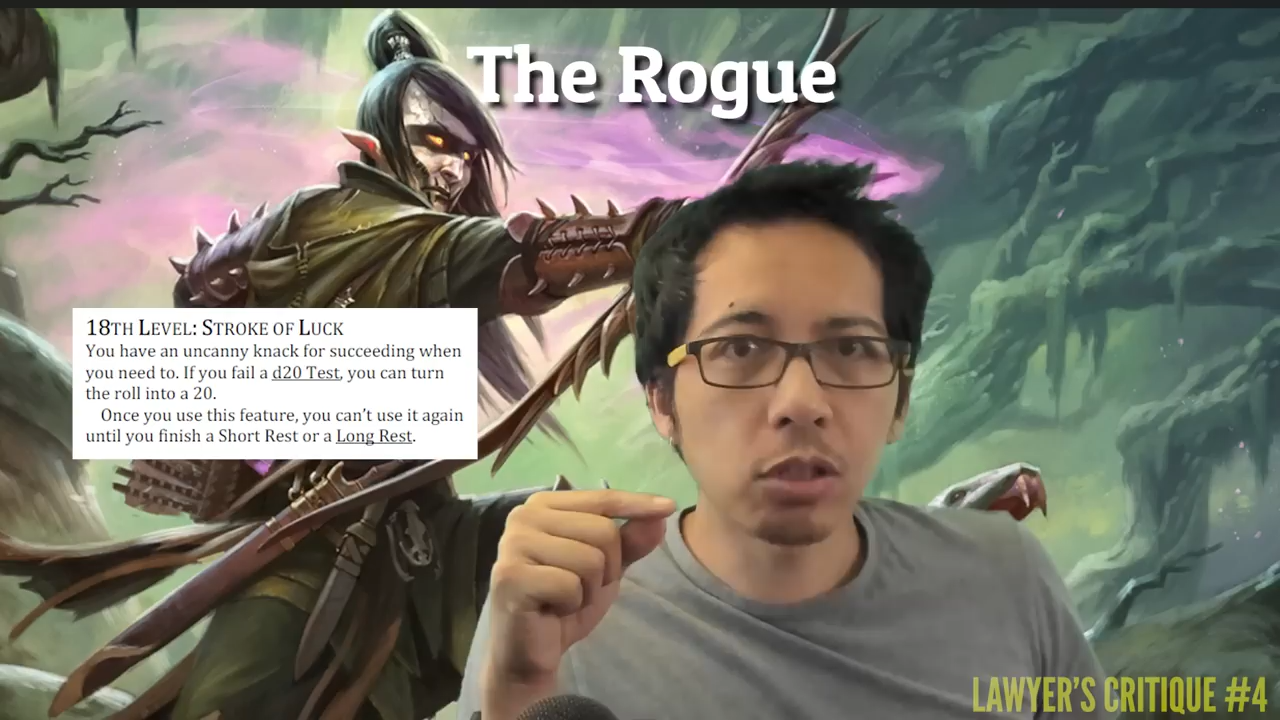 The Rogue
18TH LEVEL: STROKE OF LUCK
You have an uncanny knack for succeeding when
you need to. If you fail a d20 Test, you can turn
the roll into a 20.
Once you use this feature, you can’t use it again
until you finish a Short Rest or a Long Rest.
LAWYER'S CRITIQUE #4